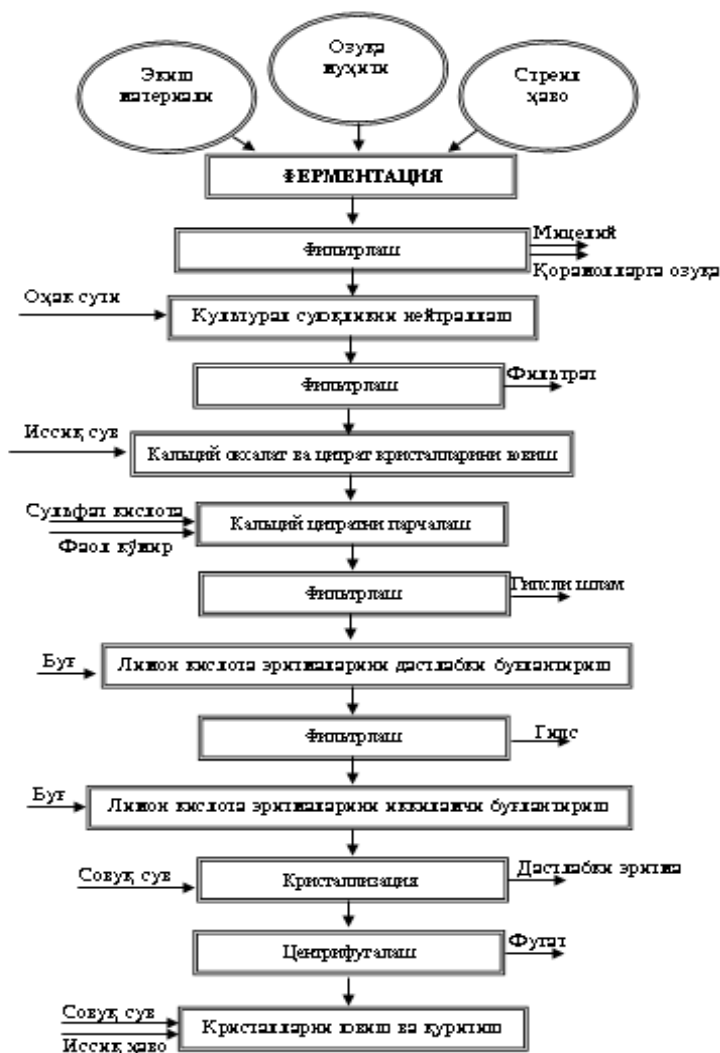 Экиш
материали
Озуқа
муҳити
Стреил
ҳаво
ФЕРМЕНТАЦИЯ
Фильтрлаш
Мицелий
Қорамолларга озуқа
Оҳак сути
Культурал суюқликни нейтраллаш
Фильтрлаш
Фильтрат
Иссиқ сув
Кальций оксалат ва цитрат кристалларини ювиш
Сульфат кислота
Фаол кўмир
Кальций цитратни парчалаш
Фильтрлаш
Гипсли шлам
Буғ
Лимон кислота эритмаларини дастлабки буғлантириш
Фильтрлаш
Гипс
Буғ
Лимон кислота эритмаларини иккиламчи буғлантириш
Совуқ сув
Кристаллизация
Дастлабки эритма
Центрифугалаш
Фугат
Совуқ сув
Иссиқ ҳаво
Кристалларни ювиш ва қуритиш